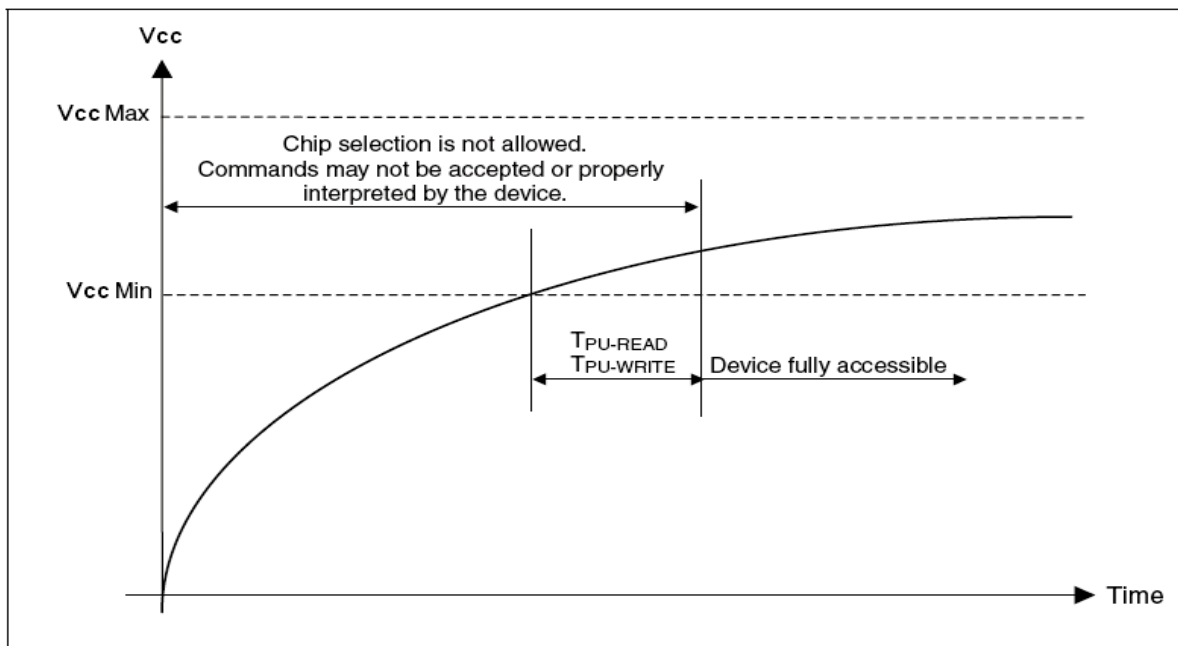 Vcc
Vcc Max
Chip selection is not allowed.
Commands may not be accepted or properly
interpreted by the device.
Vcc Min
TPU-READ
TPU-WRITE
Device fully accessible
Time